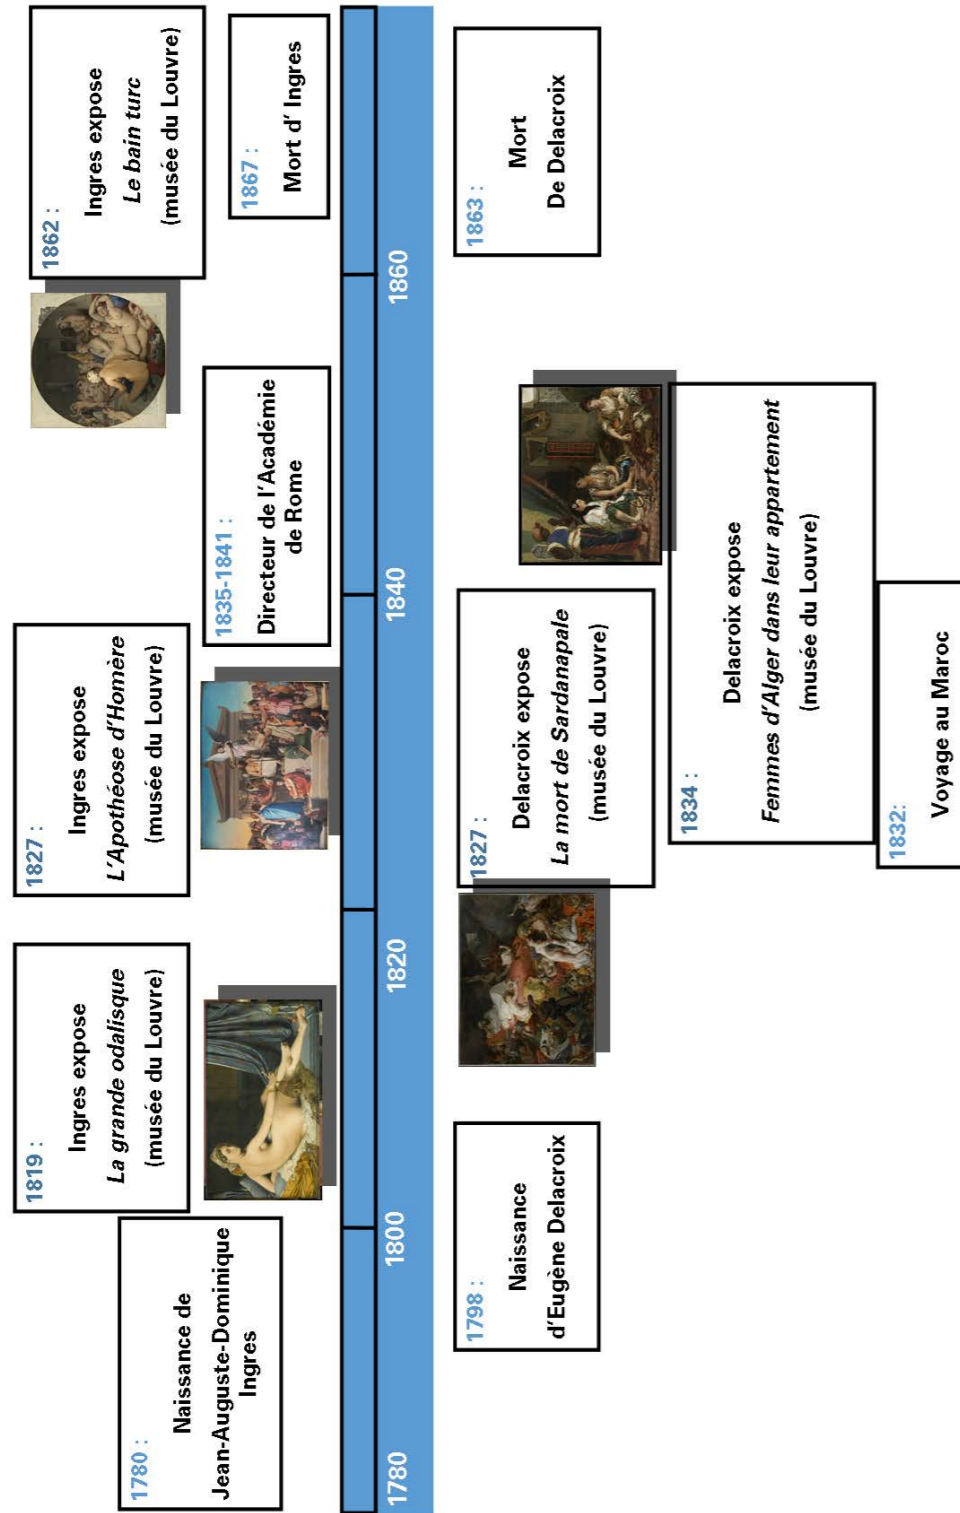 1780 :
Naissance de
Jean-Auguste-Dominique
Ingres
1819 :
Ingres expose
La grande odalisque
(musée du Louvre)
1827 :
Ingres expose
L'Apothéose d'Homère
(musée du Louvre)
1835-1841 :
Directeur de l'Académie
de Rome
1862 :
Ingres expose
Le bain turc
(musée du Louvre)
1867 :
Mort d' Ingres
1780
1800
1820
1840
1860
1798 :
Naissance
d'Eugène Delacroix
1827 :
Delacroix expose
La mort de Sardanapale
(musée du Louvre)
1834 :
Delacroix expose
Femmes d'Alger dans leur appartement
(musée du Louvre)
1832:
Voyage au Maroc
1863 :
Mort
De Delacroix